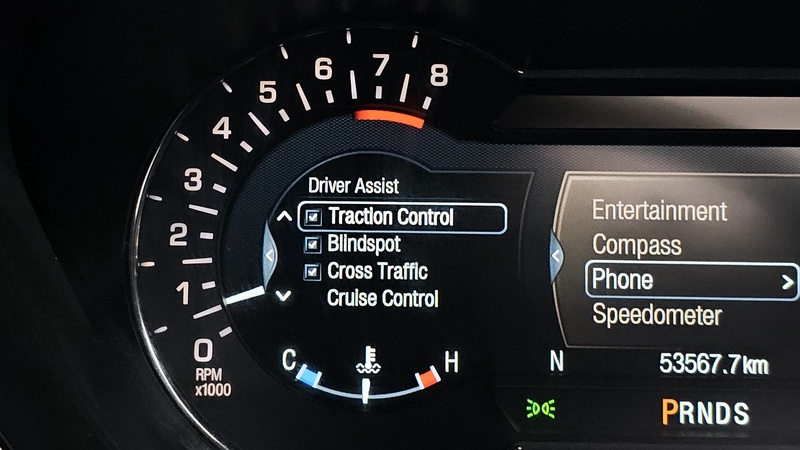 8
7
6
5
4
3
2
1
0
RPM
x1000
Driver Assist
Traction Control
Blindspot
Cross Traffic
Cruise Control
C
H
Entertainment
Compass
Phone >
Speedometer
N
53567.7km
PRNDS